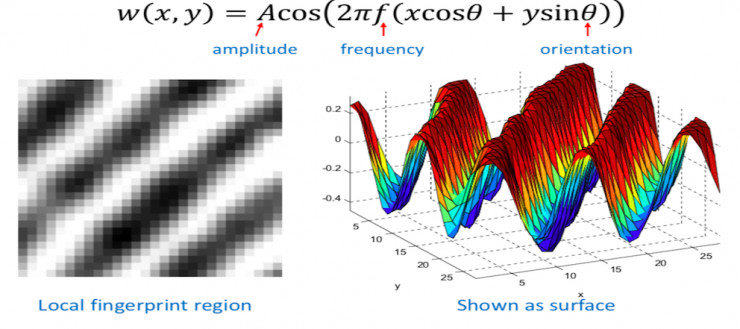 w(x, y) = Acos(2πf(xcosθ + ysinθ))
amplitude frequency orientation
0.2
0
-0.2
-0.4
5
10
15
20
25
y
5
10
15
20
25
x
Local fingerprint region
Shown as surface